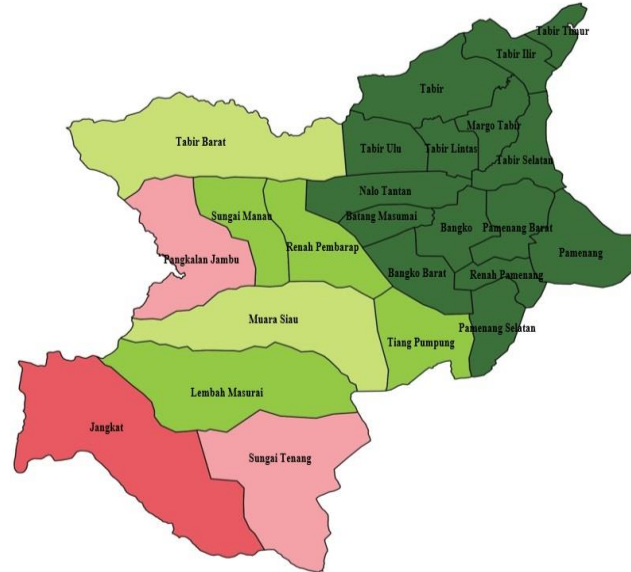 Tabir Timur
Tabir Ilir
Tabir
Margo Tabir
Tabir Barat
Tabir Ulu
Tabir Lintas
Tabir Selatan
Nalo Tantan
Sungai Manau
Batang Masumai
Bangko
Pamenang Barat
Renah Pembarap
Pamenang
Pangkalan Jambu
Bangko Barat
Renah Pamenang
Muara Siau
Pamenang Selatan
Tiang Pumpung
Lembah Masurai
Jangkat
Sungai Tenang